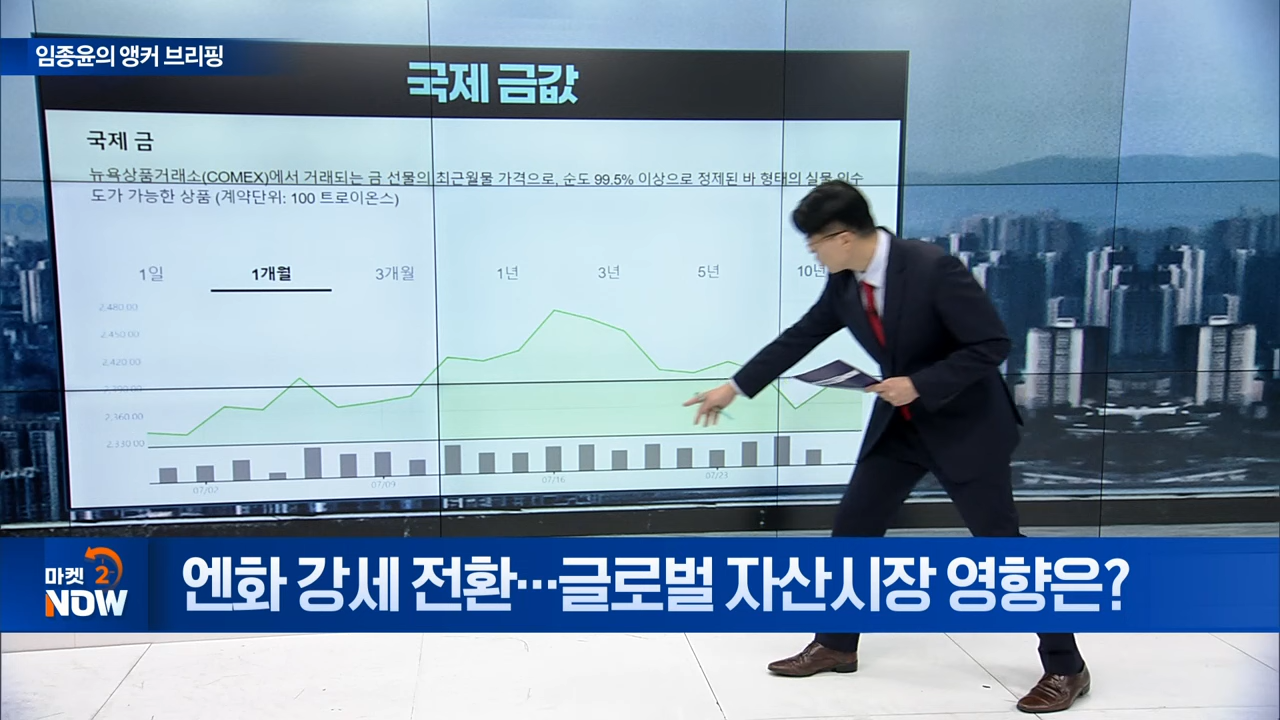 임종윤의 앵커 브리핑
국제 금값
국제 금
뉴욕상품거래소(COMEX)에서 거래되는 금 선물의 최근월물 가격으로, 순도 99.5% 이상으로 정제된 바 형태의 실물 인수
도가 가능한 상품 (계약단위: 100 트로이온스)
1일 1개월 3개월 1년 3년 5년 10년
2,480.00
2,450.00
2,420.00
2,360.00
2,330.00
07/02 07/09 07/16 07/23
마켓 2
NOW
엔화 강세 전환…글로벌 자산시장 영향은?